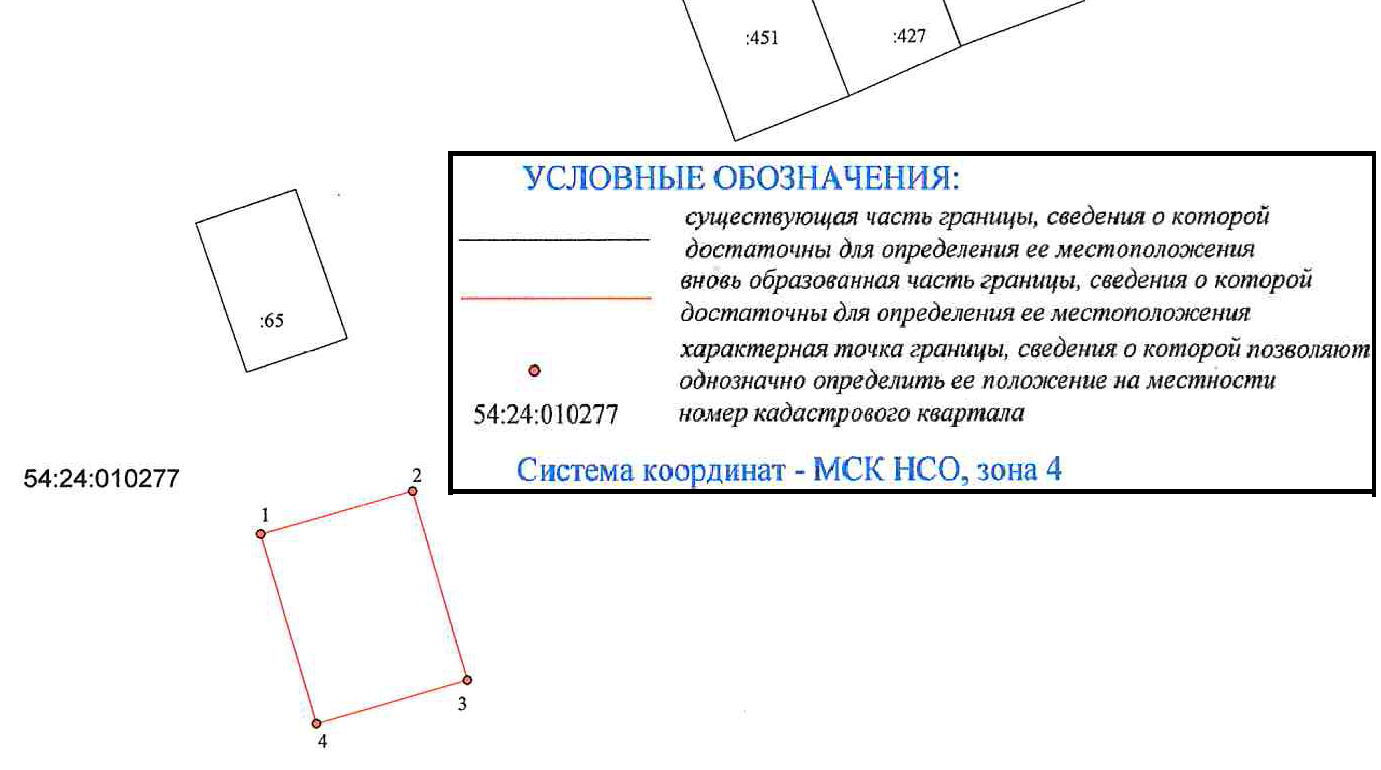 :451
:427
УСЛОВНЫЕ ОБОЗНАЧЕНИЯ:
существующая часть границы, сведения о которой
достаточны для определения ее местоположения
вновь образованная часть границы, сведения о которой
достаточны для определения ее местоположения
характерная точка границы, сведения о которой позволяют
однозначно определить ее положение на местности
54:24:010277 номер кадастрового квартала
Система координат - МСК НСО, зона 4
:65
54:24:010277
2
1
3
4